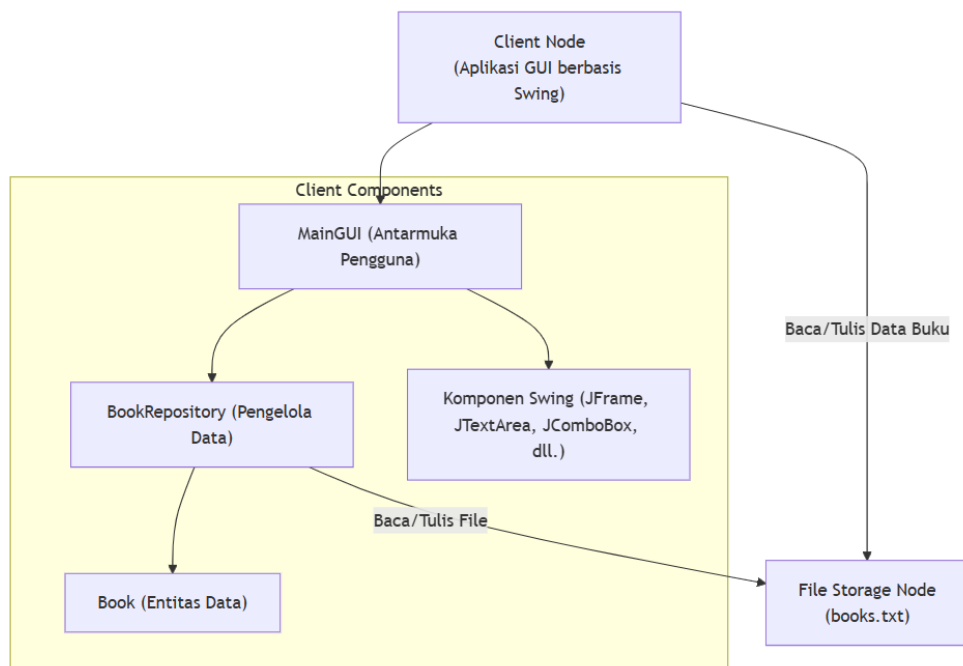 Client Node
(Aplikasi GUI berbasis
Swing)
Client Components
MainGUI (Antarmuka
Pengguna)
Baca/Tulis Data Buku
BookRepository (Pengelola
Data)
Komponen Swing (JFrame,
JTextArea, JComboBox,
dll.)
Baca/Tulis File
Book (Entitas Data)
File Storage Node
(books.txt)